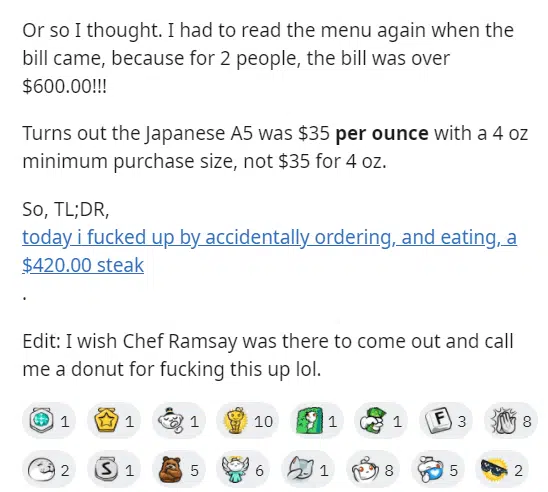 Or so I thought. I had to read the menu again when the
bill came, because for 2 people, the bill was over
$600.00!!!
Turns out the Japanese A5 was $35 per ounce with a 4 oz
minimum purchase size, not $35 for 4 oz.
So, TL;DR,
today i fucked up by accidentally ordering, and eating, a
$420.00 steak
.
Edit: I wish Chef Ramsay was there to come out and call
me a donut for fucking this up lol.
1 1 1 10 1 1 F 3 8
2 S 1 5 6 1 8 5 2